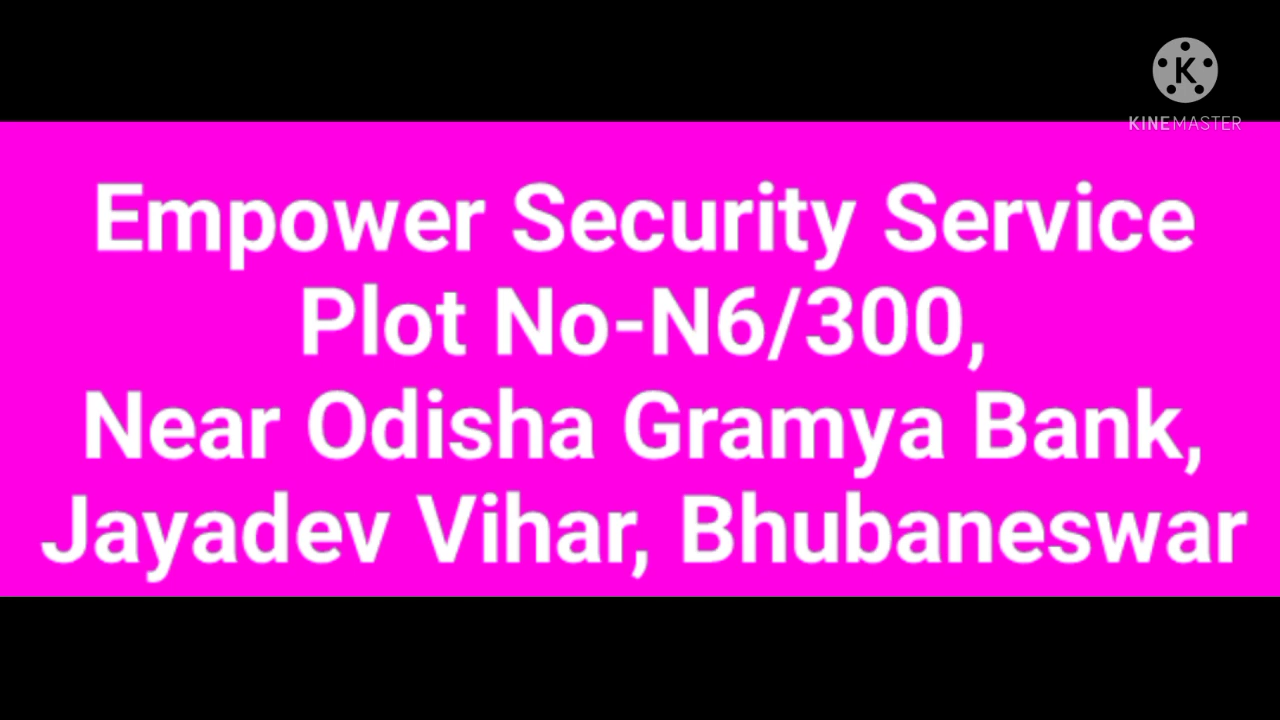 K
KINEMASTER
Empower Security Service
Plot No-N6/300,
Near Odisha Gramya Bank,
Jayadev Vihar, Bhubaneswar